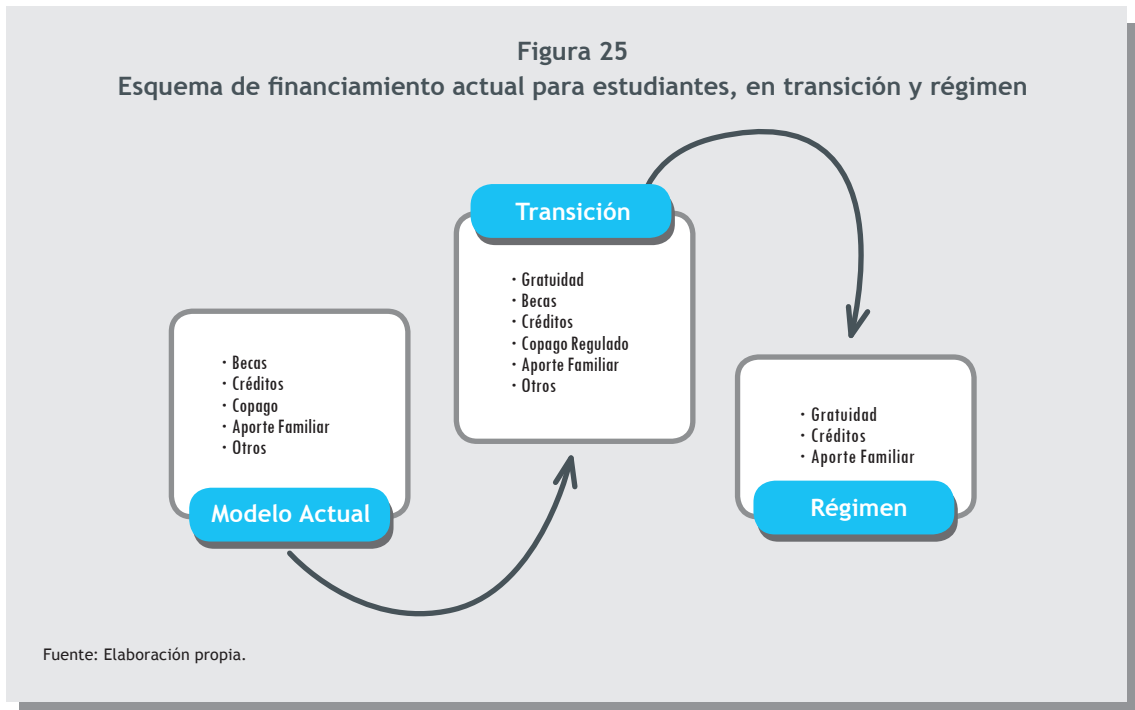 Figura 25
Esquema de financiamiento actual para estudiantes, en transición y régimen
· Becas
· Créditos
· Copago
· Aporte Familiar
· Otros
Modelo Actual
Transición
· Gratuidad
· Becas
· Créditos
· Copago Regulado
· Aporte Familiar
· Otros
· Gratuidad
· Créditos
· Aporte Familiar
Régimen
Fuente: Elaboración propia.